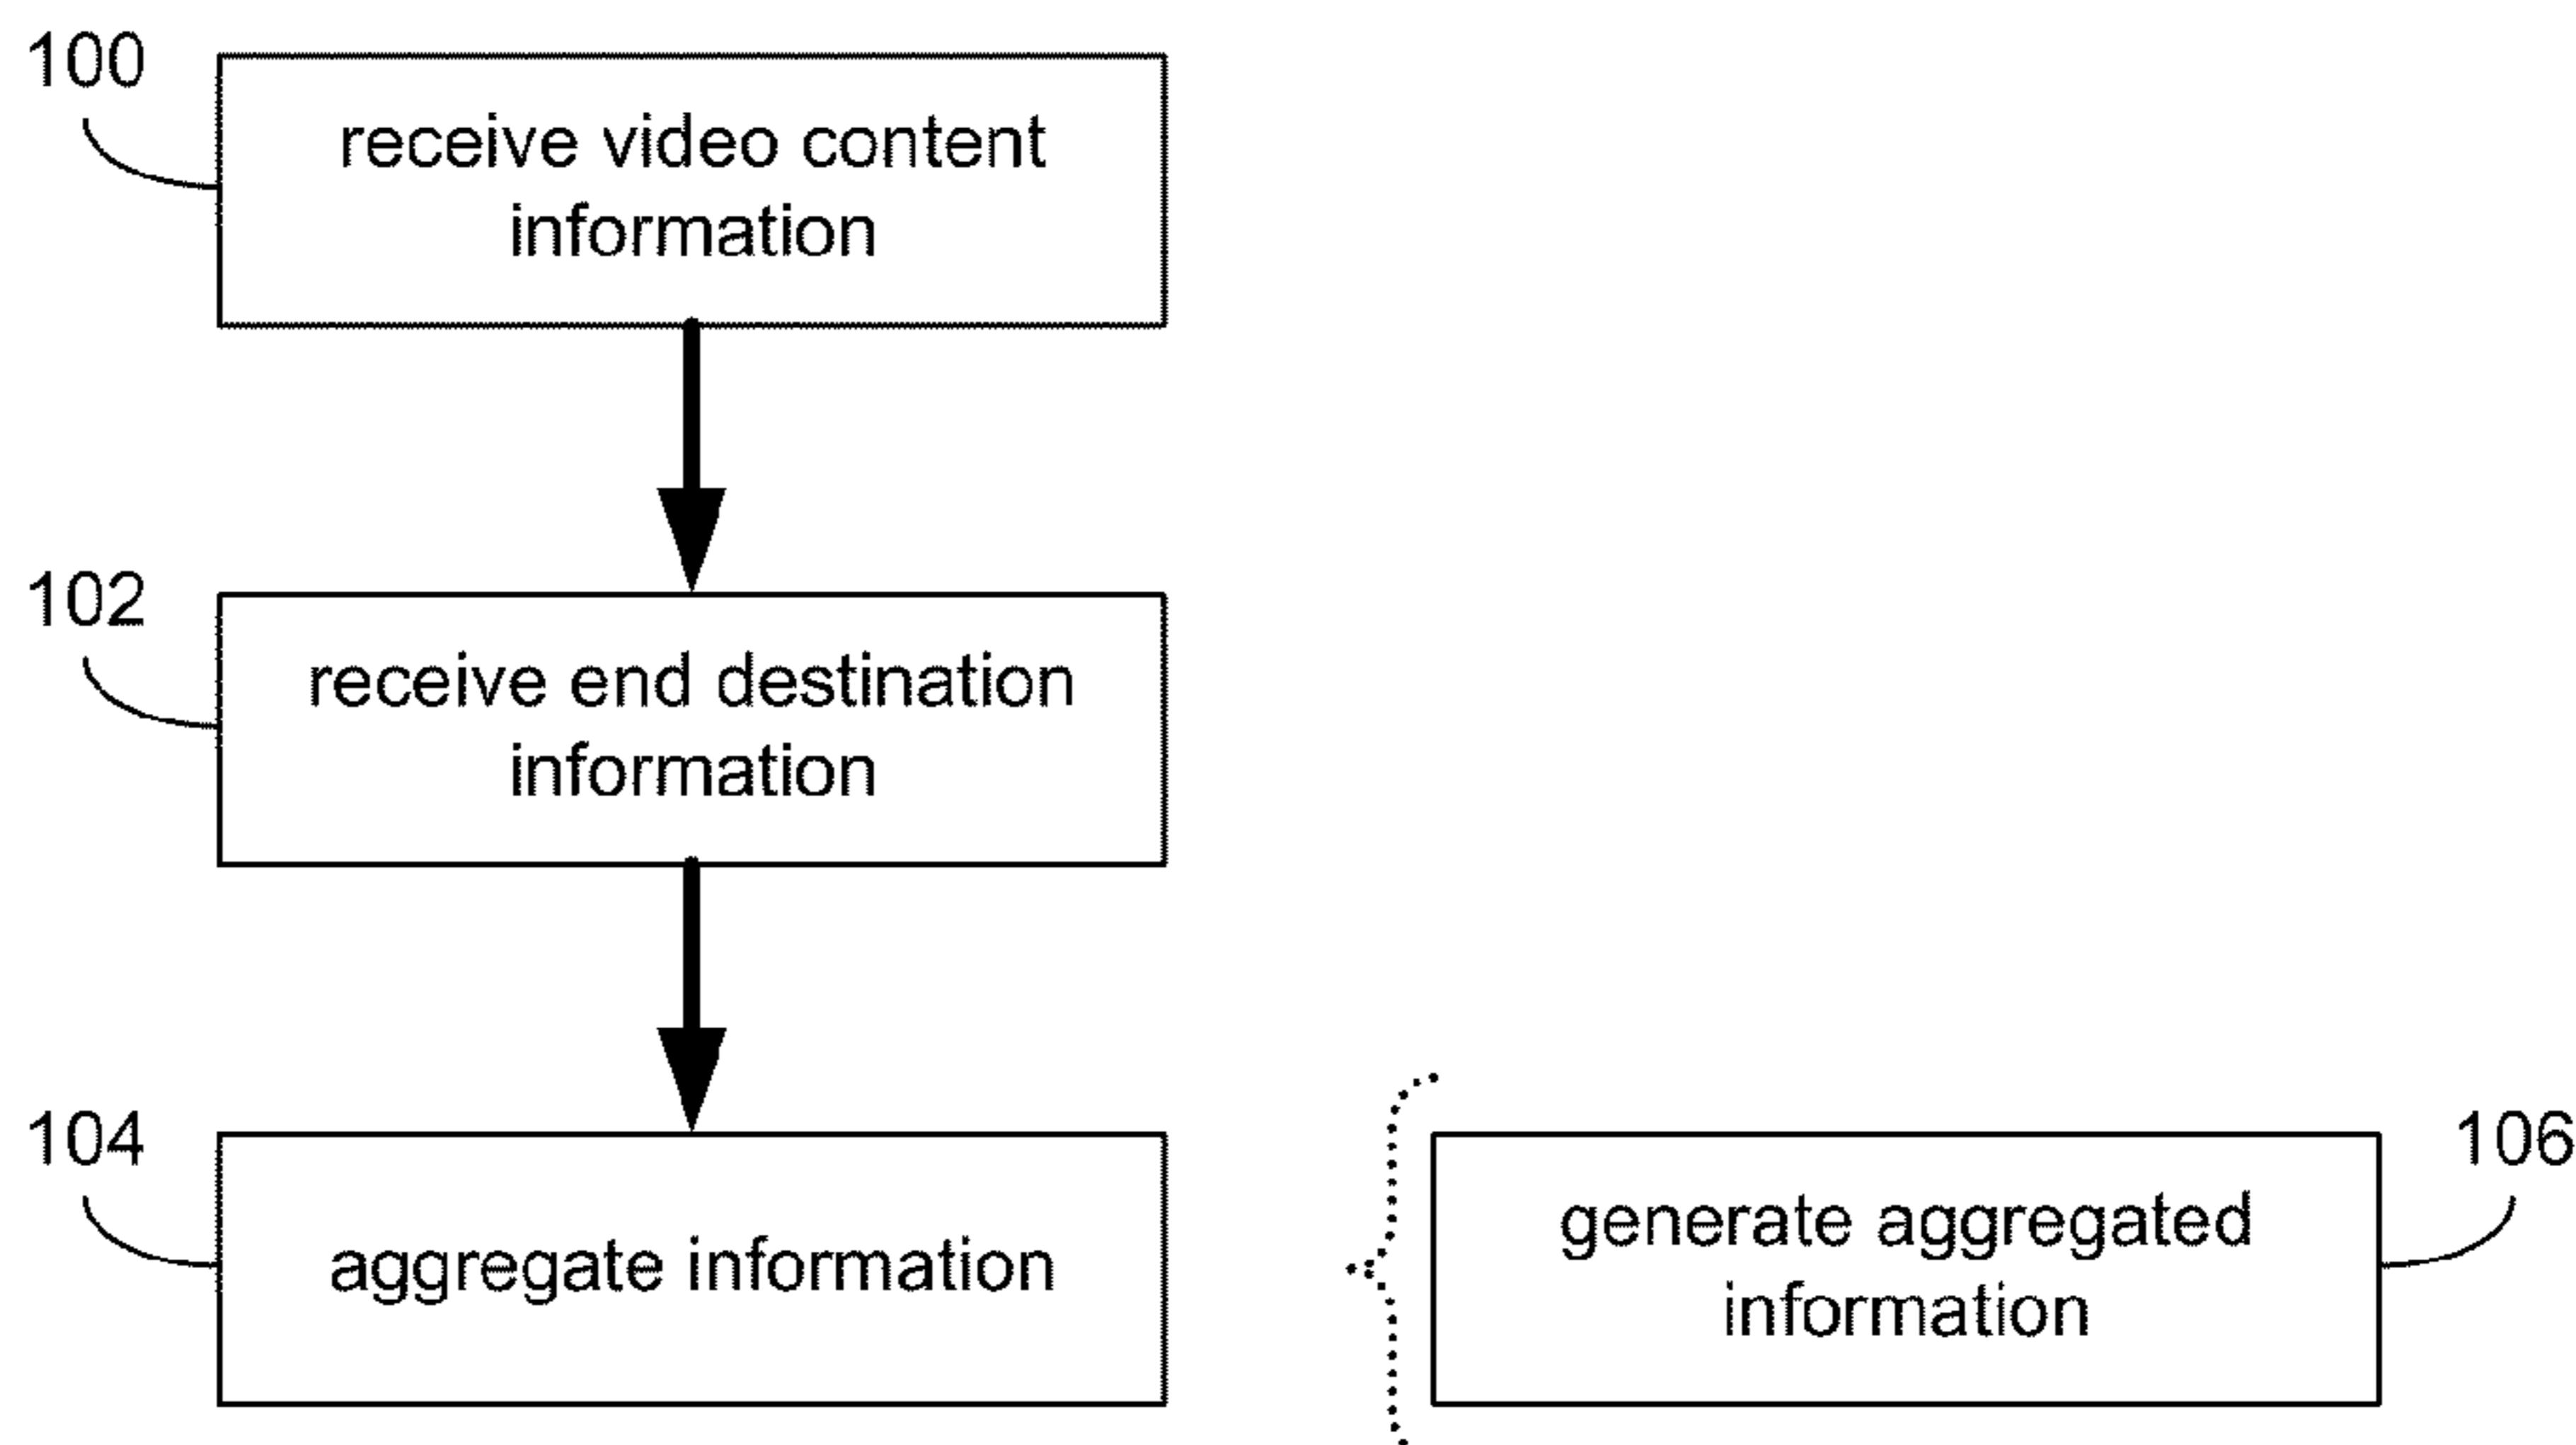 100
receive video content
information
102
receive end destination
information
104
aggregate information
106
generate aggregated
information